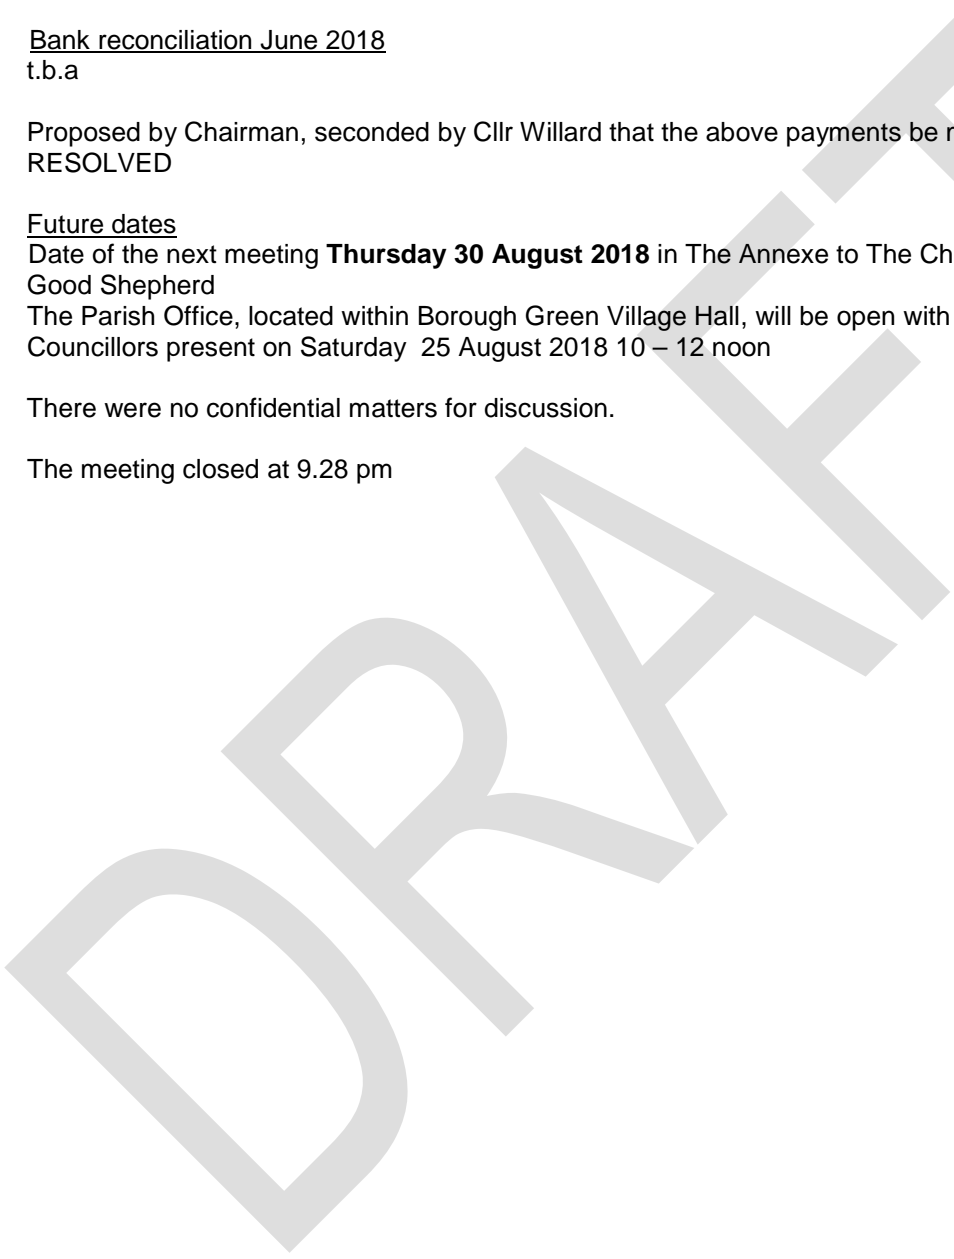 Bank reconciliation June 2018
t.b.a
Proposed by Chairman, seconded by Cllr Willard that the above payments be
RESOLVED
Future dates
Date of the next meeting Thursday 30 August 2018 in The Annexe to The
Good Shepherd
The Parish Office, located within Borough Green Village Hall, will be open with
Councillors present on Saturday 25 August 2018 10 – 12 noon
There were no confidential matters for discussion.
The meeting closed at 9.28 pm
DRAFT